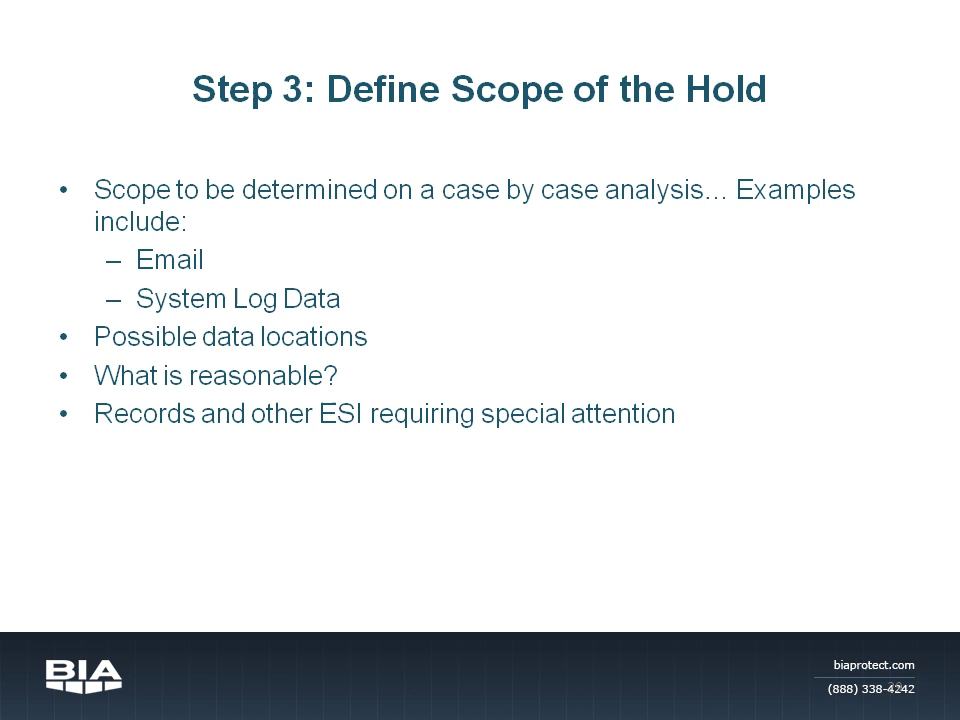 Step 3: Define Scope of the Hold
• Scope to be determined on a case by case analysis… Examples
include:
– Email
– System Log Data
• Possible data locations
• What is reasonable?
• Records and other ESI requiring special attention
BIA
biaprotect.com
(888) 338-4242